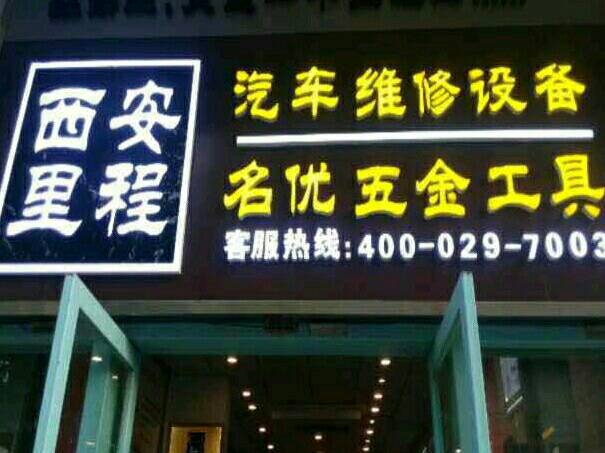 西安
里程
汽车维修设备
名优五金工具
客服热线:400-029-7003